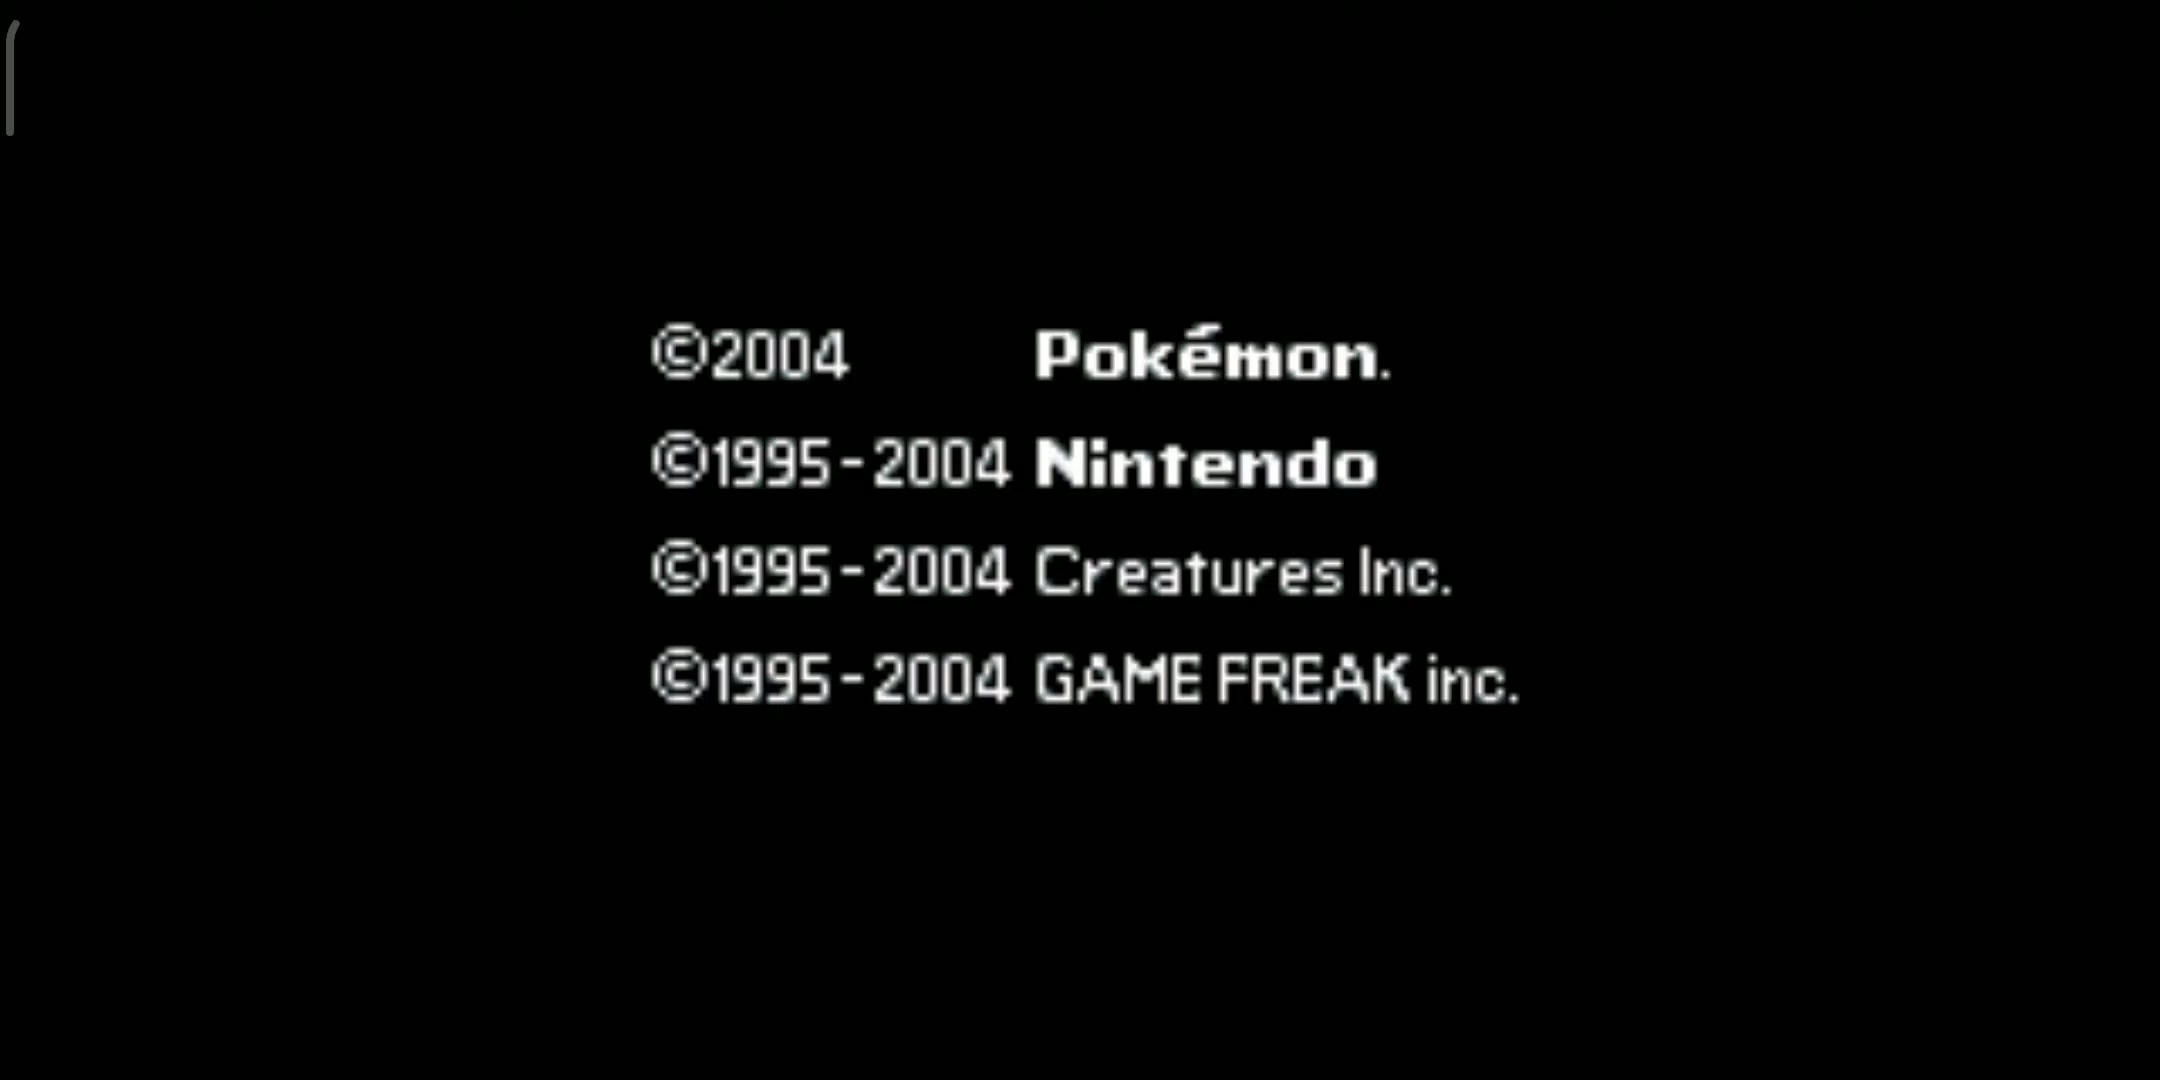 ©2004 Pokémon.
©1995-2004 Nintendo
©1995-2004 Creatures Inc.
©1995-2004 GAME FREAK inc.